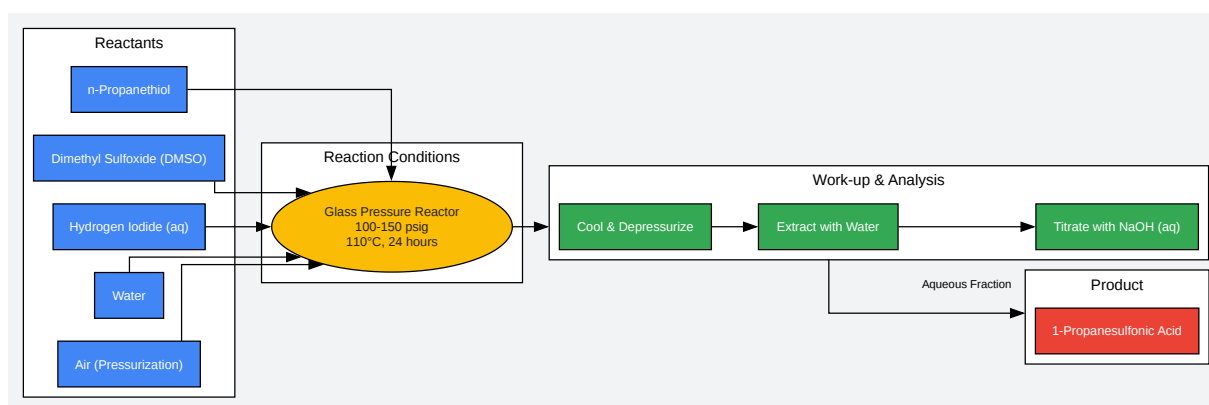 Reactants
n-Propanethiol
Dimethyl Sulfoxide (DMSO)
Hydrogen Iodide (aq)
Water
Air (Pressurization)
Reaction Conditions
Glass Pressure Reactor
100-150 psig
110°C, 24 hours
Work-up & Analysis
Cool & Depressurize
Extract with Water
Titrate with NaOH (aq)
Aqueous Fraction
Product
1-Propanesulfonic Acid